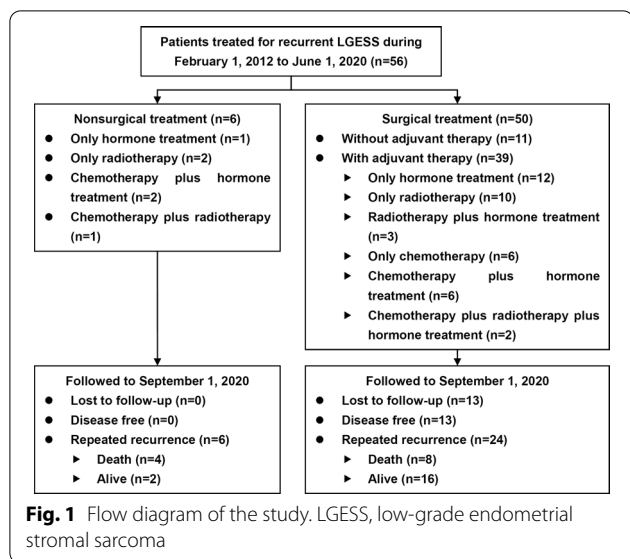 Patients treated for recurrent LGESS during
February 1, 2012 to June 1, 2020 (n=56)
Nonsurgical treatment (n=6)
● Only hormone treatment (n=1)
● Only radiotherapy (n=2)
● Chemotherapy plus hormone
treatment (n=2)
● Chemotherapy plus radiotherapy
(n=1)
Surgical treatment (n=50)
● Without adjuvant therapy (n=11)
● With adjuvant therapy (n=39)
► Only hormone treatment (n=12)
► Only radiotherapy (n=10)
► Radiotherapy plus hormone treatment
(n=3)
► Only chemotherapy (n=6)
► Chemotherapy plus hormone
treatment (n=6)
► Chemotherapy plus radiotherapy plus
hormone treatment (n=2)
Followed to September 1, 2020
● Lost to follow-up (n=0)
● Disease free (n=0)
● Repeated recurrence (n=6)
► Death (n=4)
► Alive (n=2)
Followed to September 1, 2020
● Lost to follow-up (n=13)
● Disease free (n=13)
● Repeated recurrence (n=24)
► Death (n=8)
► Alive (n=16)
Fig. 1 Flow diagram of the study. LGESS, low-grade endometrial
stromal sarcoma